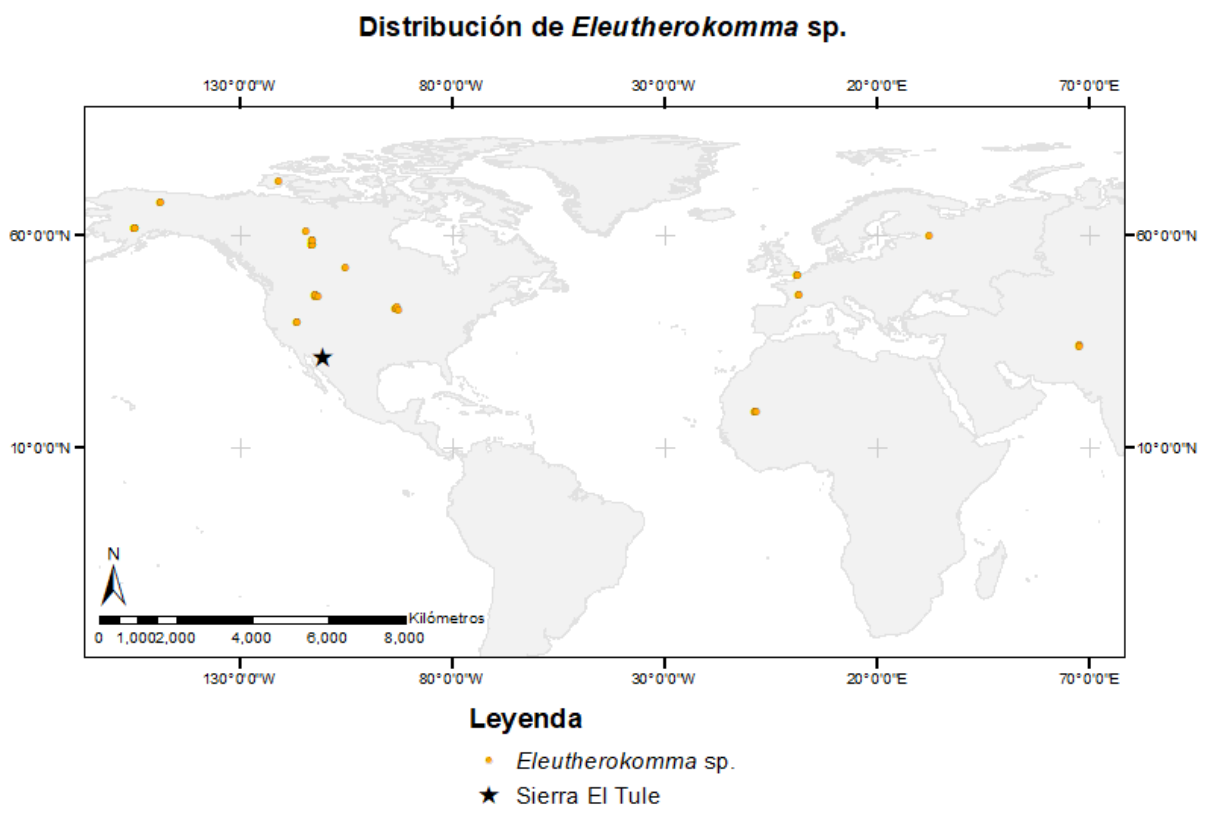 Distribución de Eleutherokomma sp.
130°0'0"W 80°0'0"W 30°0'0"W 20°0'0"E 70°0'0"E
60°0'0"N 60°0'0"N
10°0'0"N 10°0'0"N
N
Kilómetros
0 1,000 2,000 4,000 6,000 8,000
130°0'0"W 80°0'0"W 30°0'0"W 20°0'0"E 70°0'0"E
Leyenda
Eleutherokomma sp.
Sierra El Tule